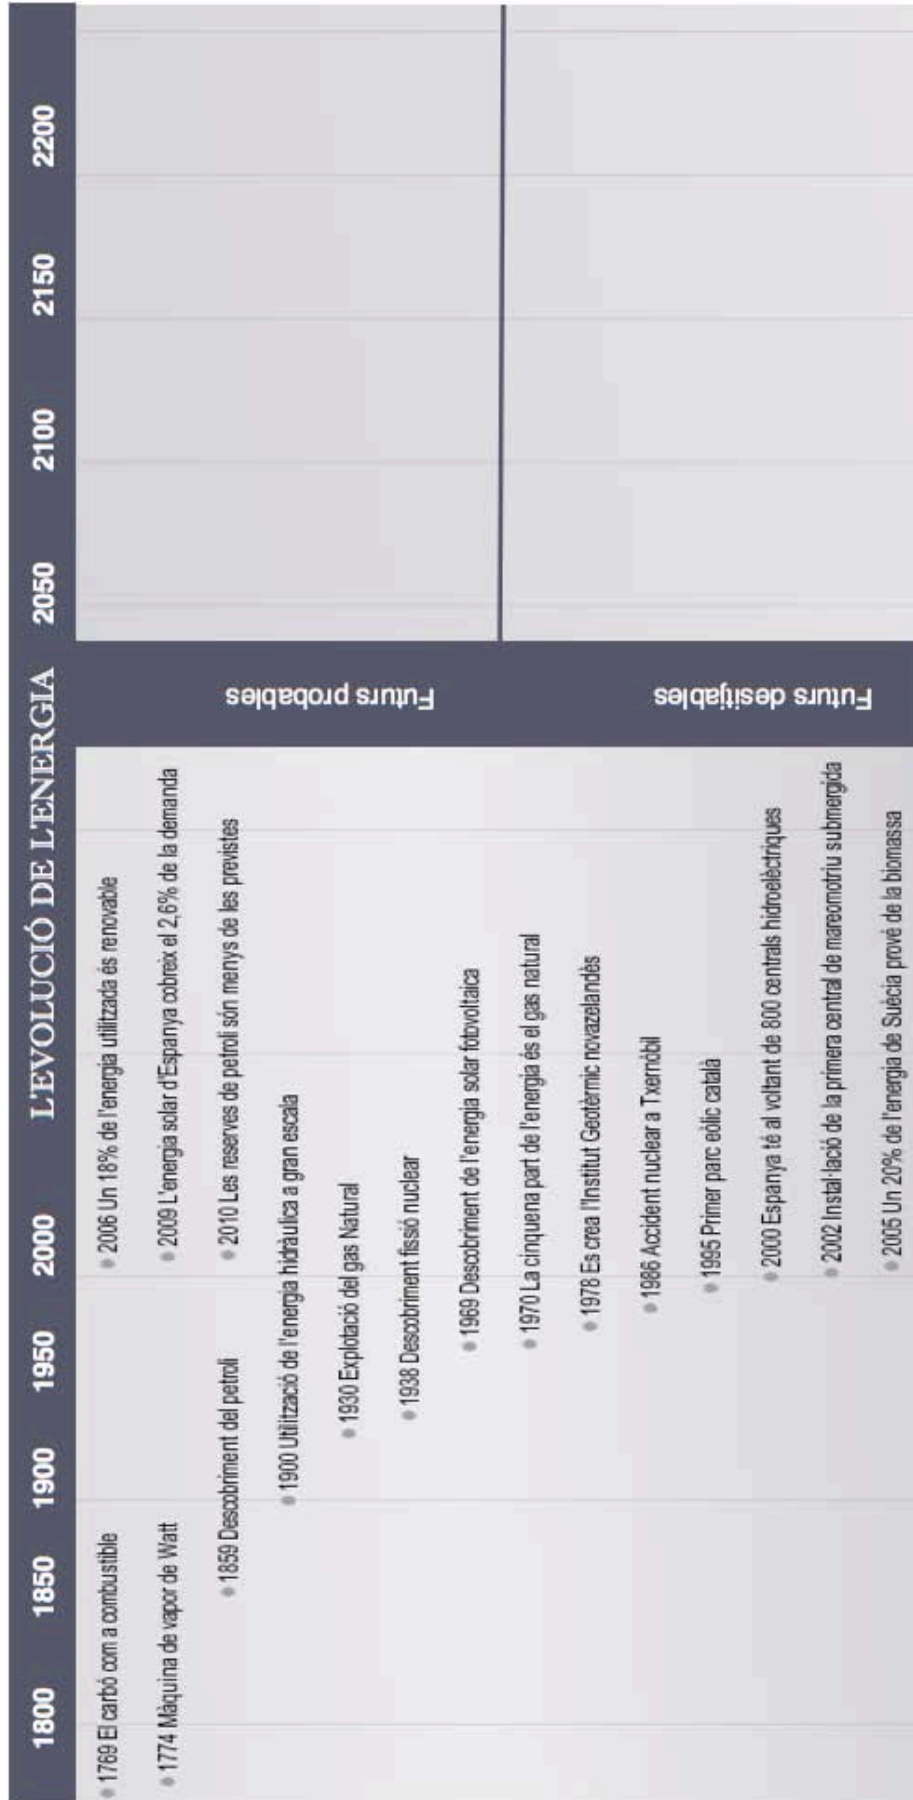 L'EVOLUCIÓ DE L'ENERGIA
1800 1850 1900 1950 2000 2050 2100 2150 2200
1769 El carbó com a combustible
2006 Un 18% de l'energia utilitzada és renovable
1774 Màquina de vapor de Watt
2009 L'energia solar d'Espanya cobreix el 2,6% de la demanda
1859 Descobriment del petroli
2010 Les reserves de petroli són menys de les previstes
1900 Utilització de l'energia hidràulica a gran escala
1930 Explotació del gas Natural
1938 Descobriment fissió nuclear
1969 Descobriment de l'energia solar fotovoltaica
1970 La cinquena part de l'energia és el gas natural
1978 Es crea l'Institut Geotèrmic novazelandès
1986 Accident nuclear a Txernòbil
1995 Primer parc eòlic català
2000 Espanya té al voltant de 800 centrals hidroelèctriques
2002 Instal·lació de la primera central de mareomotriu submergida
2005 Un 20% de l'energia de Suècia prové de la biomassa
Futurs probables
Futurs desitjables